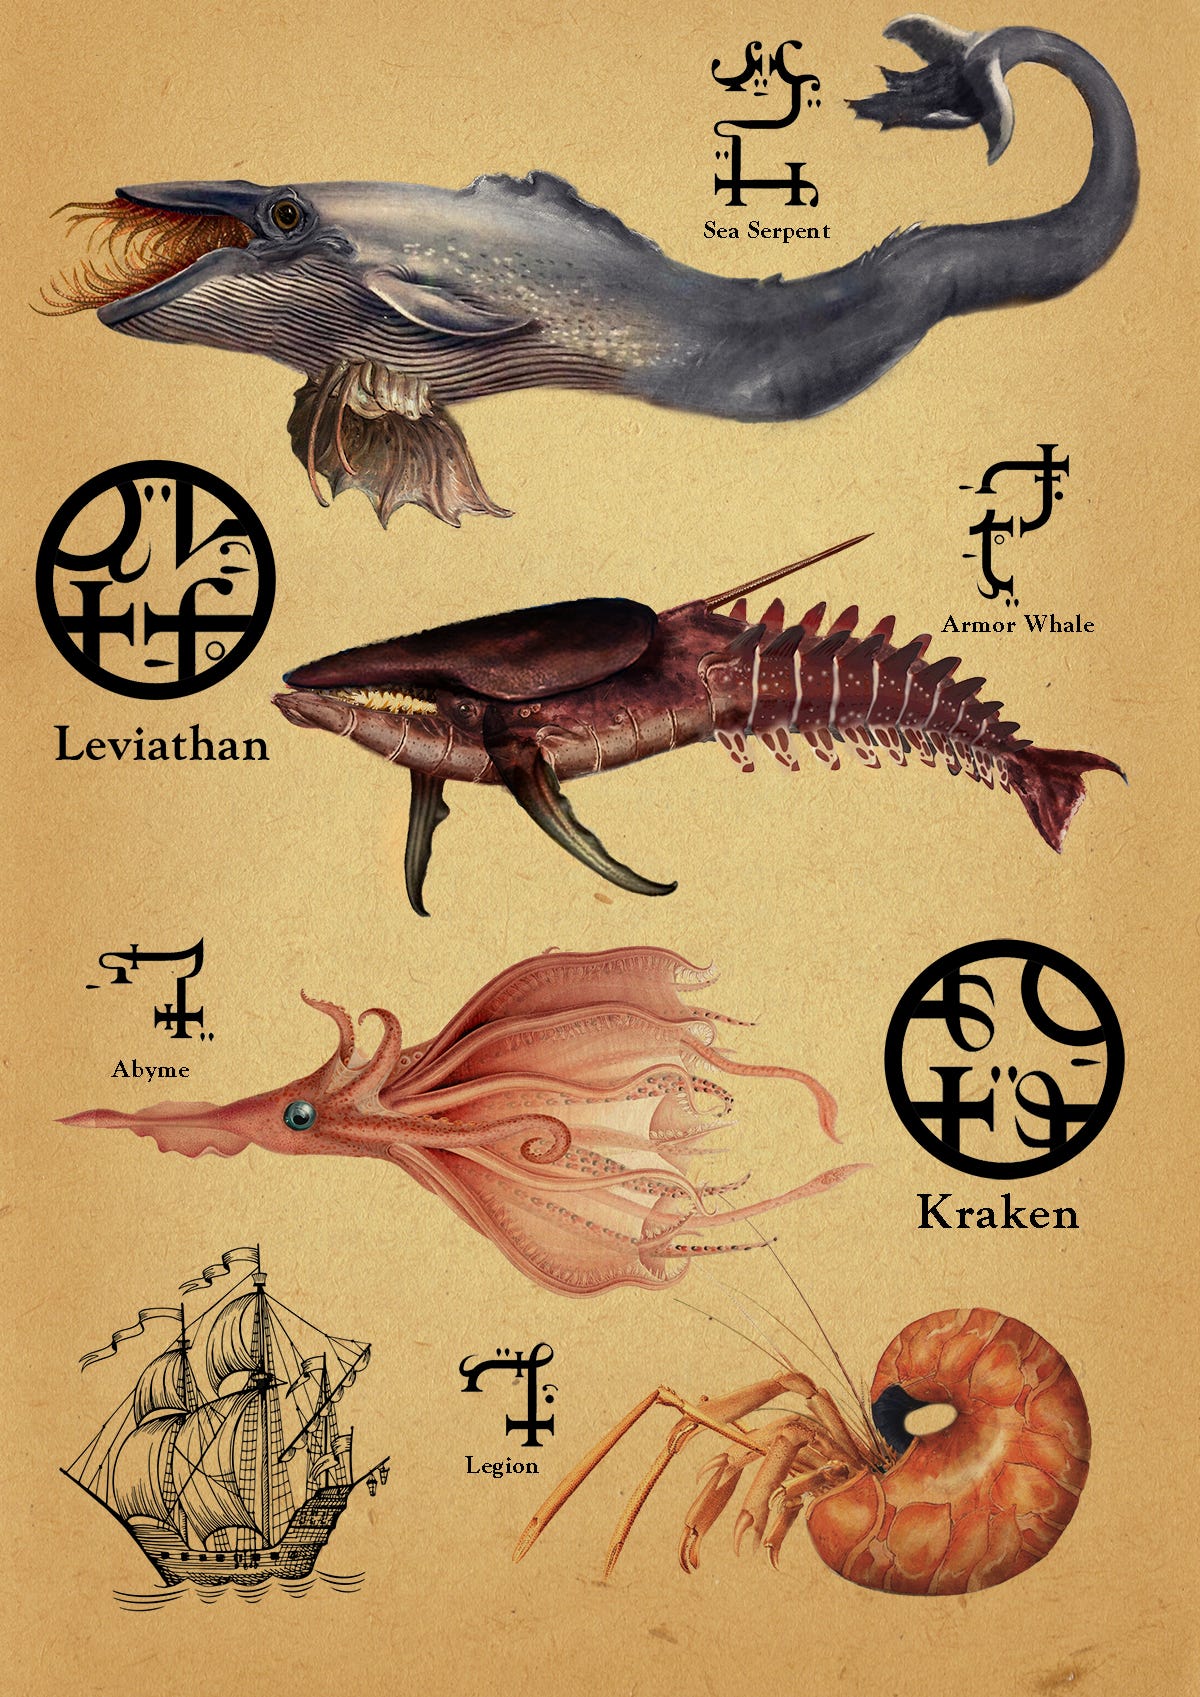 Sea Serpent
Armor Whale
Leviathan
Abyme
Kraken
Legion